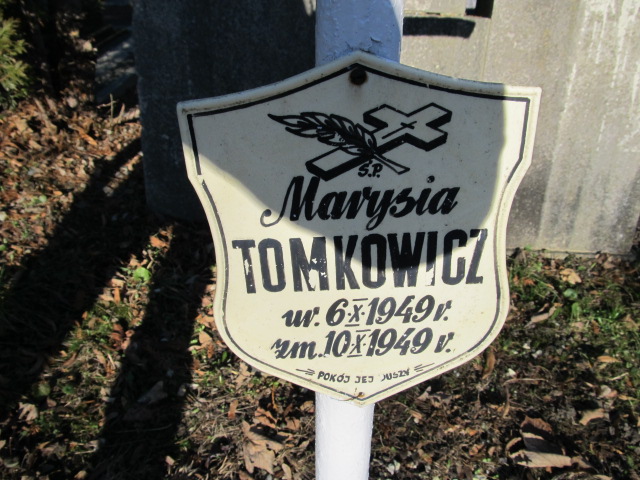 Ś.P.
Marysia
TOMKOWICZ
ur. 6 X 1949 r.
zm. 10 X 1949 r.
POKÓJ JEJ DUSZY